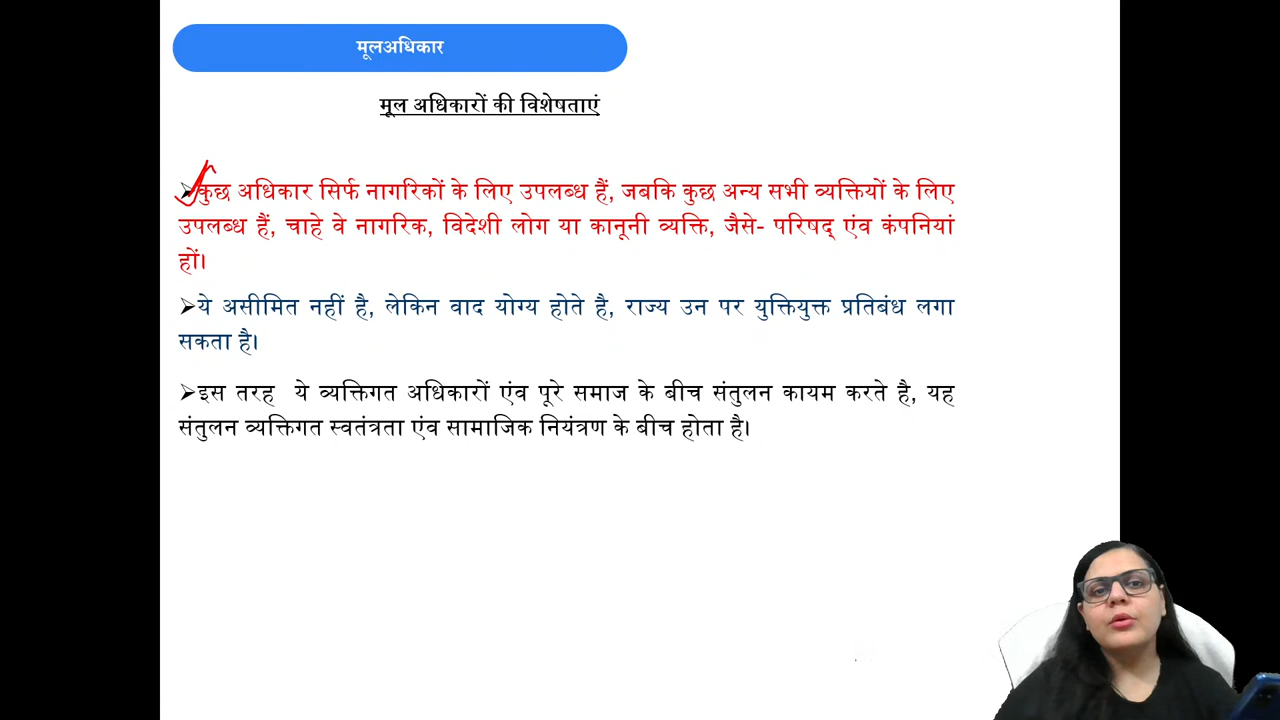 मूलअधिकार
मूल अधिकारों की विशेषताएं
➢कुछ अधिकार सिर्फ नागरिकों के लिए उपलब्ध हैं, जबकि कुछ अन्य सभी व्यक्तियों के लिए
उपलब्ध हैं, चाहे वे नागरिक, विदेशी लोग या कानूनी व्यक्ति, जैसे- परिषद् एंव कंपनियां
हों।
➢ये असीमित नहीं है, लेकिन वाद योग्य होते है, राज्य उन पर युक्तियुक्त प्रतिबंध लगा
सकता है।
➢इस तरह ये व्यक्तिगत अधिकारों एंव पूरे समाज के बीच संतुलन कायम करते है, यह
संतुलन व्यक्तिगत स्वतंत्रता एंव सामाजिक नियंत्रण के बीच होता है।